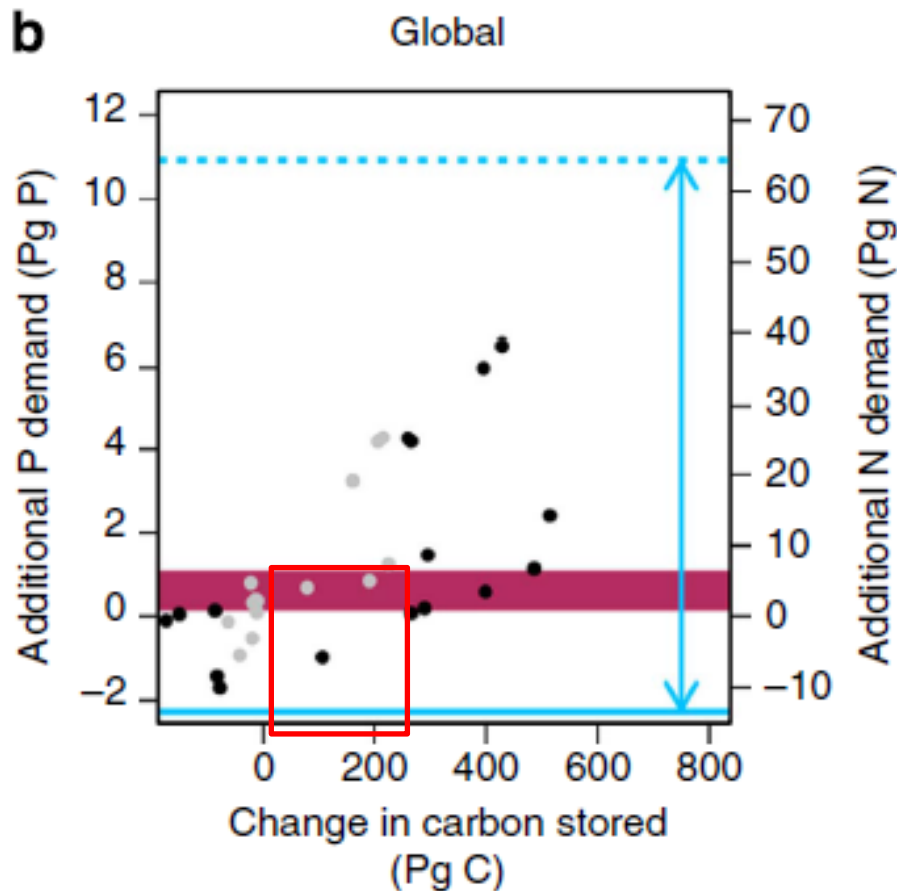 b
Global
Additional P demand (Pg P)
12
10
8
6
4
2
0
−2
70
60
50
40
30
20
10
0
−10
Additional N demand (Pg N)
0 200 400 600 800
Change in carbon stored
(Pg C)